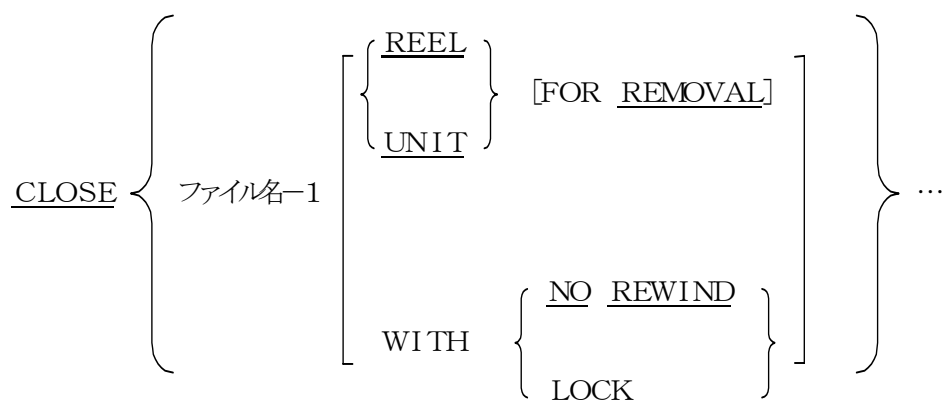 REEL
[FOR REMOVAL]
UNIT
CLOSE ファイル名-1 …
NO REWIND
WITH
LOCK